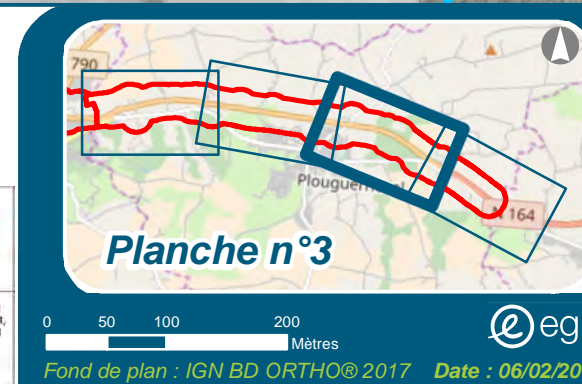 790
N 164
Planche n°3
0 50 100 200
Mètres
eg
Fond de plan : IGN BD ORTHO® 2017 Date : 06/02/20